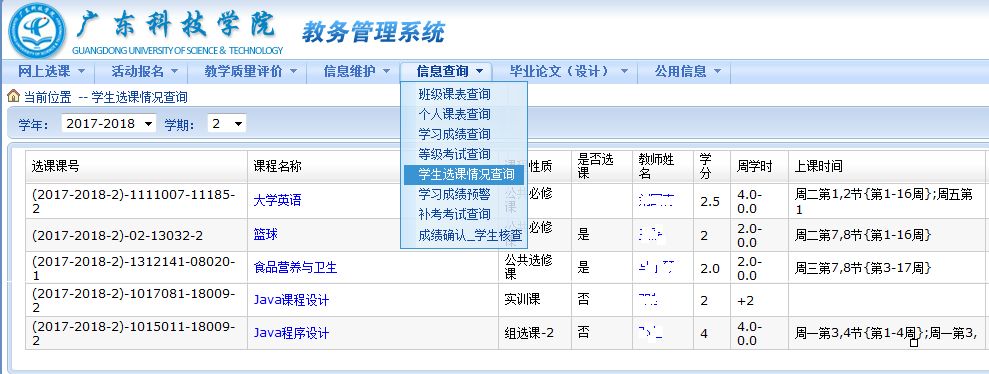 广东科技学院
GUANGDONG UNIVERSITY OF SCIENCE & TECHNOLOGY
教务管理系统
网上选课 活动报名 教学质量评价 信息维护 信息查询 毕业论文（设计） 公用信息
当前位置 -- 学生选课情况查询
班级课表查询
个人课表查询
学习成绩查询
等级考试查询
学生选课情况查询
学习成绩预警
补考考试查询
成绩确认_学生核查
学年： 2017-2018 学期： 2
选课课号 课程名称 性质 是否选课 教师姓名 学分 周学时 上课时间
(2017-2018-2)-1111007-11185-2 大学英语 必修课 2.5 4.0-0.0 周二第1,2节{第1-16周};周五第1
(2017-2018-2)-02-13032-2 篮球 必修课 是 2 2.0-0.0 周二第7,8节{第1-16周}
(2017-2018-2)-1312141-08020-1 食品营养与卫生 公共选修课 是 2.0 2.0-0.0 周三第7,8节{第3-17周}
(2017-2018-2)-1017081-18009-2 Java课程设计 实训课 否 2 +2
(2017-2018-2)-1015011-18009-2 Java程序设计 组选课-2 否 4 4.0-0.0 周一第3,4节{第1-4周};周一第3,